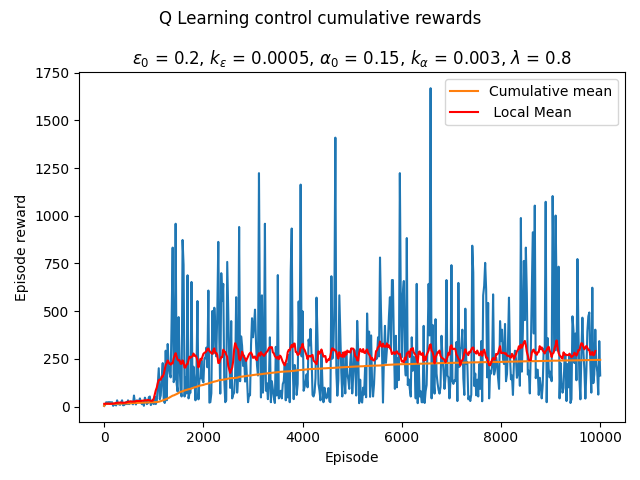 Q Learning control cumulative rewards
ε₀ = 0.2, kε = 0.0005, α₀ = 0.15, kα = 0.003, λ = 0.8
Cumulative mean
Local Mean
Episode reward
1750
1500
1250
1000
750
500
250
0
0 2000 4000 6000 8000 10000
Episode